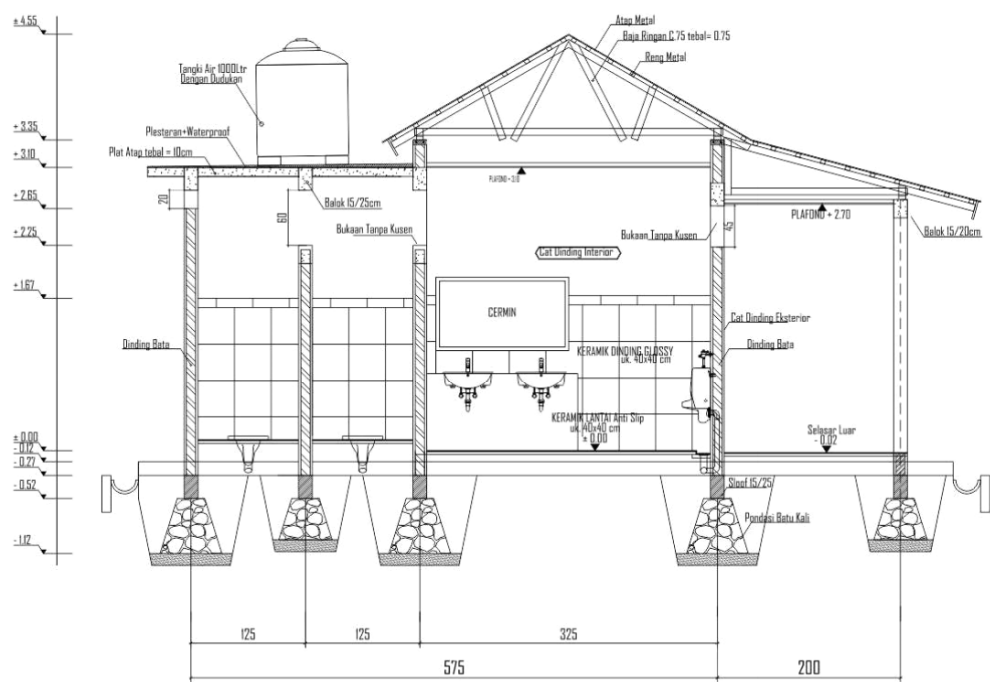 ± 4.55
Atap Metal
Baja Ringan C.75 tebal= 0.75
Reng Metal
Tangki Air 1000Ltr
Dengan Dudukan
+ 3.35
Plesteran+Waterproof
+ 3.10
Plat Atap tebal = 10cm
PLAFOND + 3.10
+ 2.65
20
60
Balok 15/25cm
PLAFOND + 2.70
Bukaan Tanpa Kusen
Bukaan Tanpa Kusen
45
Balok 15/20cm
+ 2.25
Cat Dinding Interior
± 1.67
CERMIN
Cat Dinding Eksterior
Dinding Bata
KERAMIK DINDING GLOSSY
uk. 40x40 cm
Dinding Bata
KERAMIK LANTAI Anti Slip
uk. 40x40 cm
± 0.00
Selasar Luar
- 0.02
± 0.00
- 0.12
- 0.27
- 0.52
Sloof 15/25
Pondasi Batu Kali
- 1.12
125
125
325
575
200